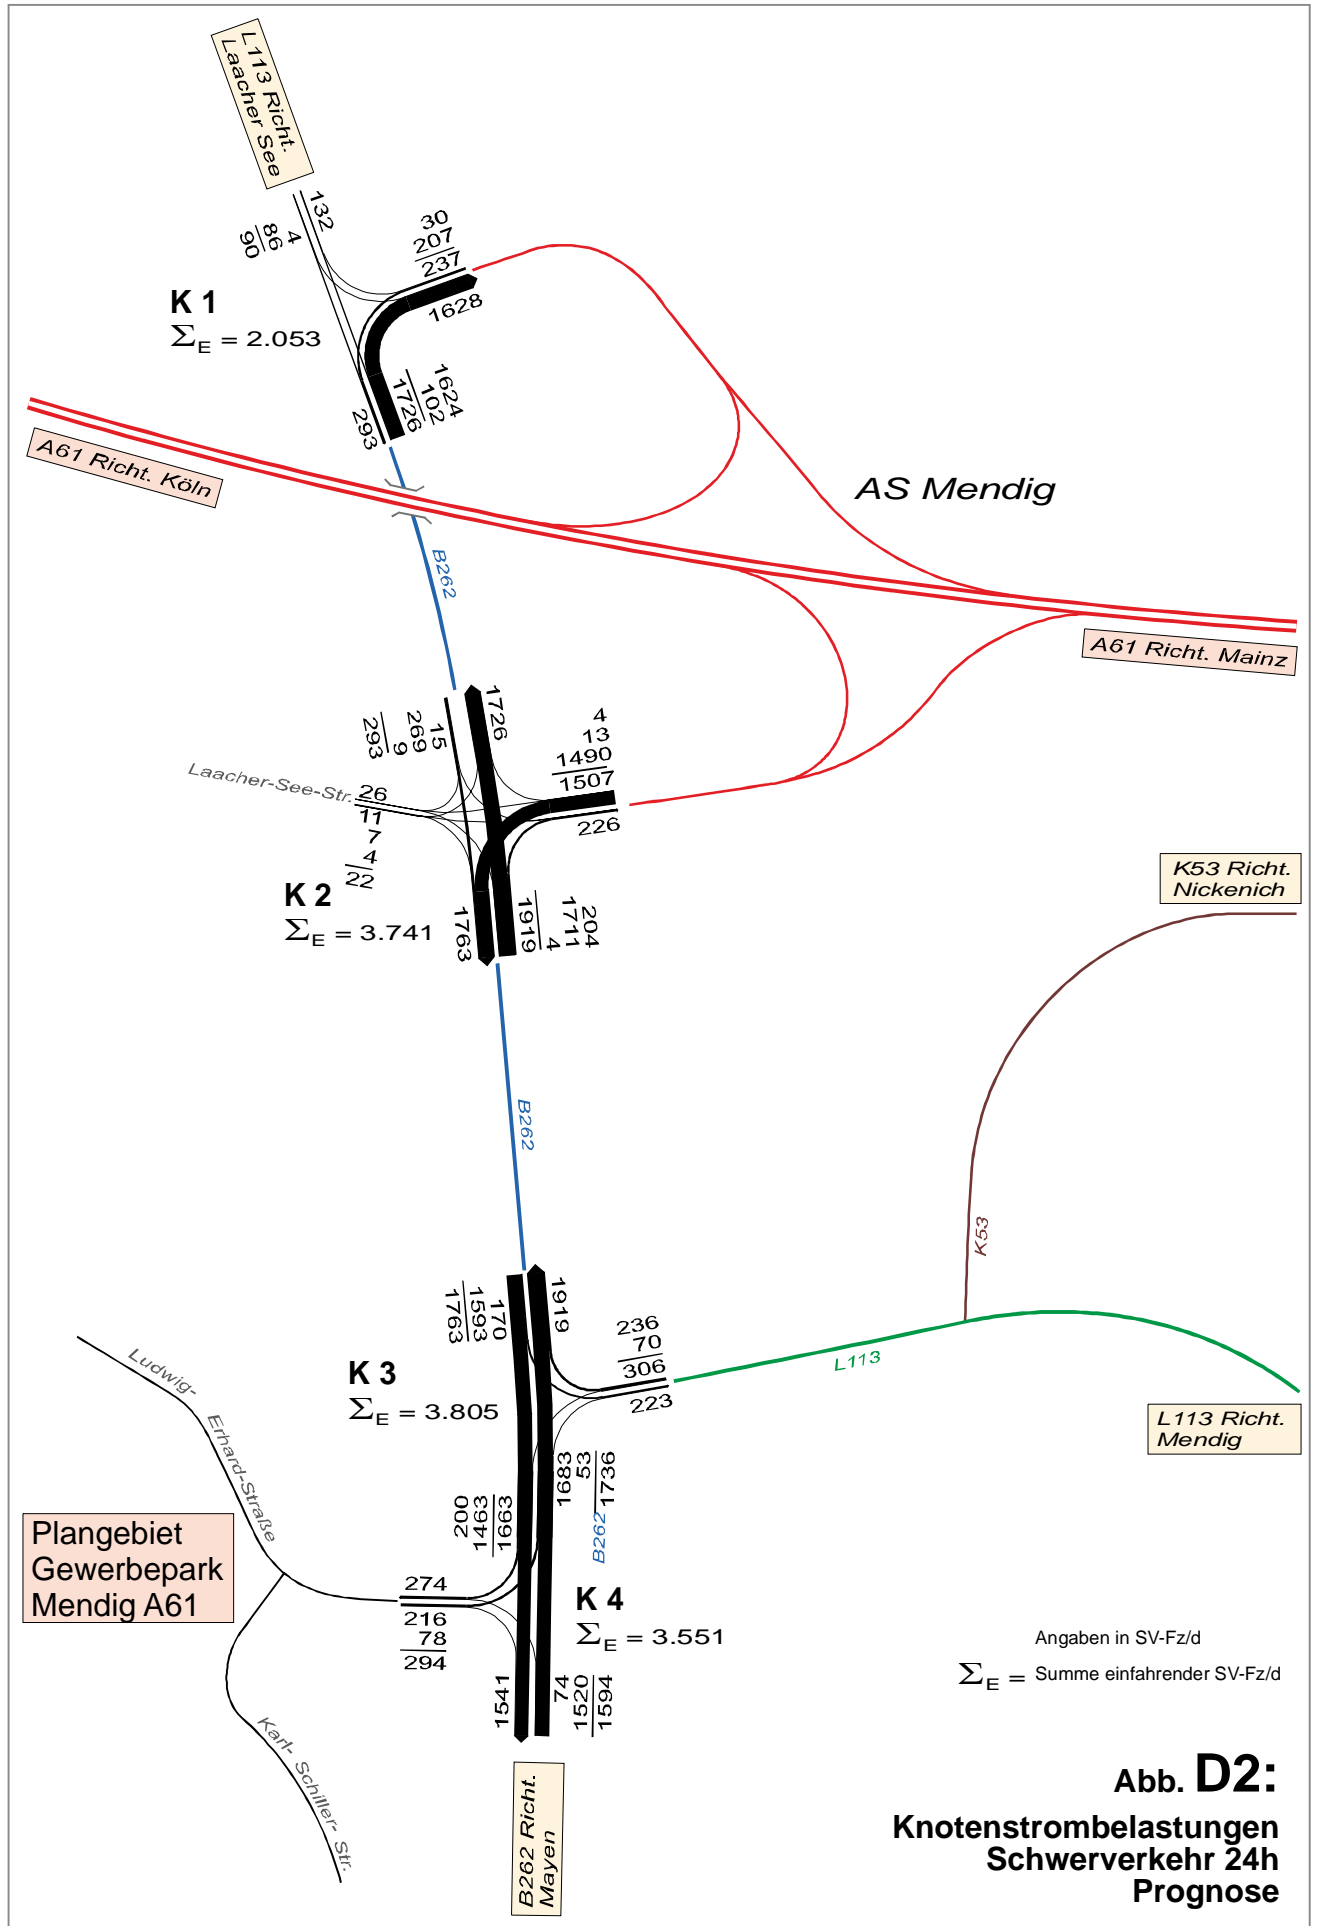 L113 Richt.
Laacher See
132
4
86
90
30
207
237
1628
K 1
Σ E = 2.053
1624
102
1726
293
A61 Richt. Köln
AS Mendig
B262
A61 Richt. Mainz
1726
15
269
9
293
4
13
1490
1507
226
Laacher-See-Str.
26
11
7
4
22
K 2
Σ E = 3.741
1763
1919
4
1711
204
K53 Richt.
Nickenich
B262
K53
1919
170
1593
1763
236
70
306
223
L113
K 3
Σ E = 3.805
L113 Richt.
Mendig
Ludwig-
Erhard-Straße
1683
53
1736
B262
200
1463
1663
Plangebiet
Gewerbepark
Mendig A61
274
216
78
294
K 4
Σ E = 3.551
1541
74
1520
1594
Karl- Schiller- Str.
B262 Richt.
Mayen
Angaben in SV-Fz/d
Σ E = Summe einfahrender SV-Fz/d
Abb. D2:
Knotenstrombelastungen
Schwerverkehr 24h
Prognose